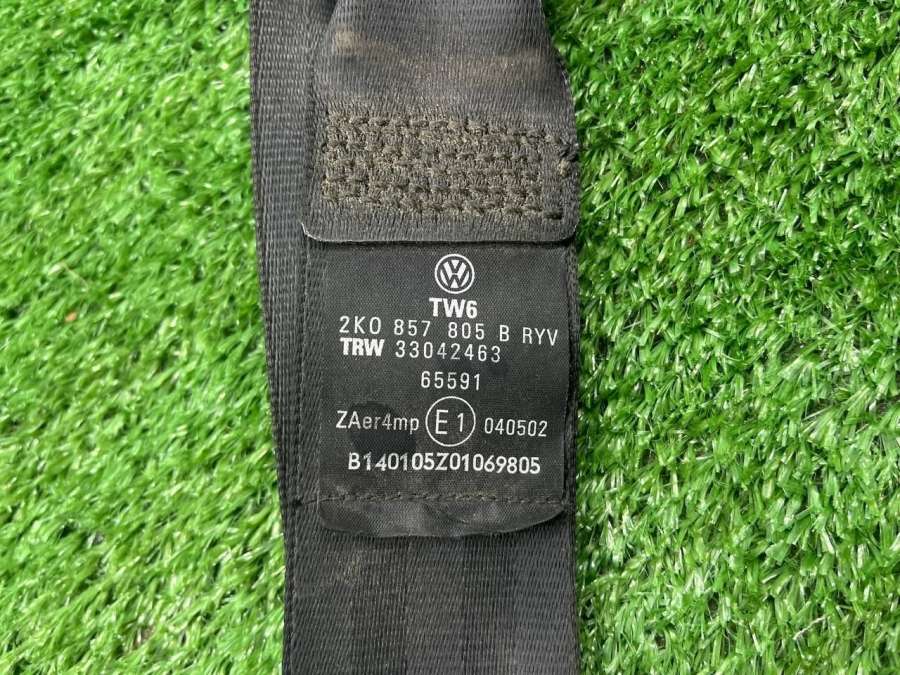 TW6
2K0 857 805 B RYV
TRW 33042463
65591
ZAer4mp E1 040502
B140105Z01069805